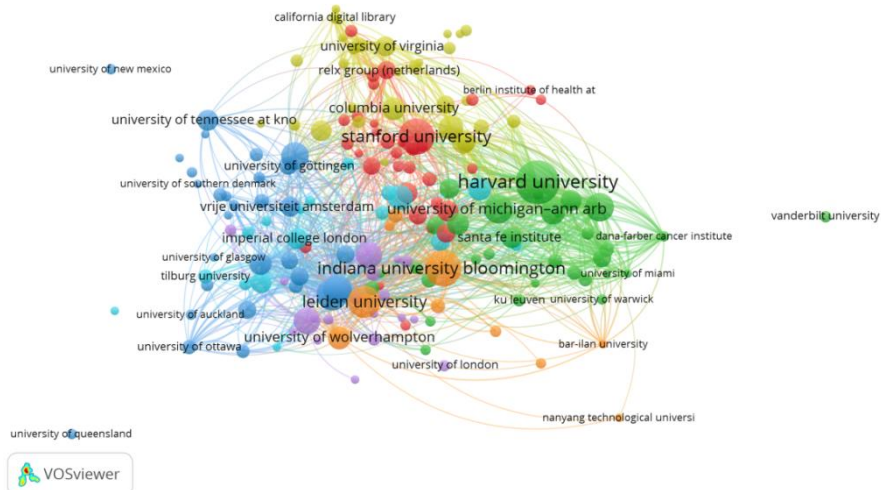 california digital library
university of virginia
university of new mexico
relx group (netherlands)
berlin institute of health at
columbia university
university of tennessee at kno
stanford university
university of göttingen
university of southern denmark
harvard university
vrije universiteit amsterdam
university of michigan–ann arb
vanderbilt university
imperial college london
santa fe institute
dana-farber cancer institute
university of glasgow
tilburg university
indiana university bloomington
university of miami
leiden university
ku leuven
university of warwick
university of auckland
university of wolverhampton
university of ottawa
bar-ilan university
university of london
nanyang technological universi
university of queensland
VOSviewer